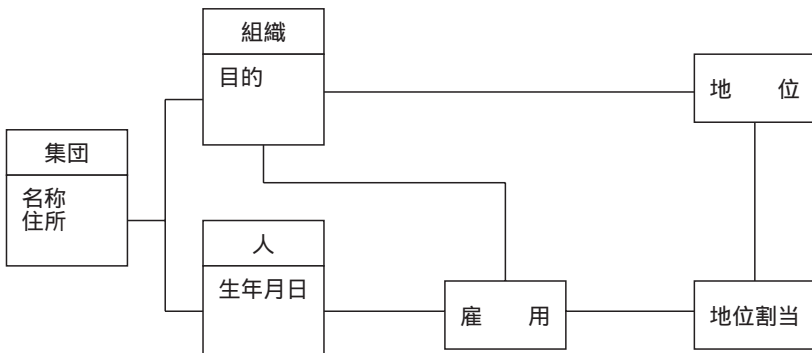 組織
目的
地　位
集団
名称
住所
人
生年月日
雇　用
地位割当